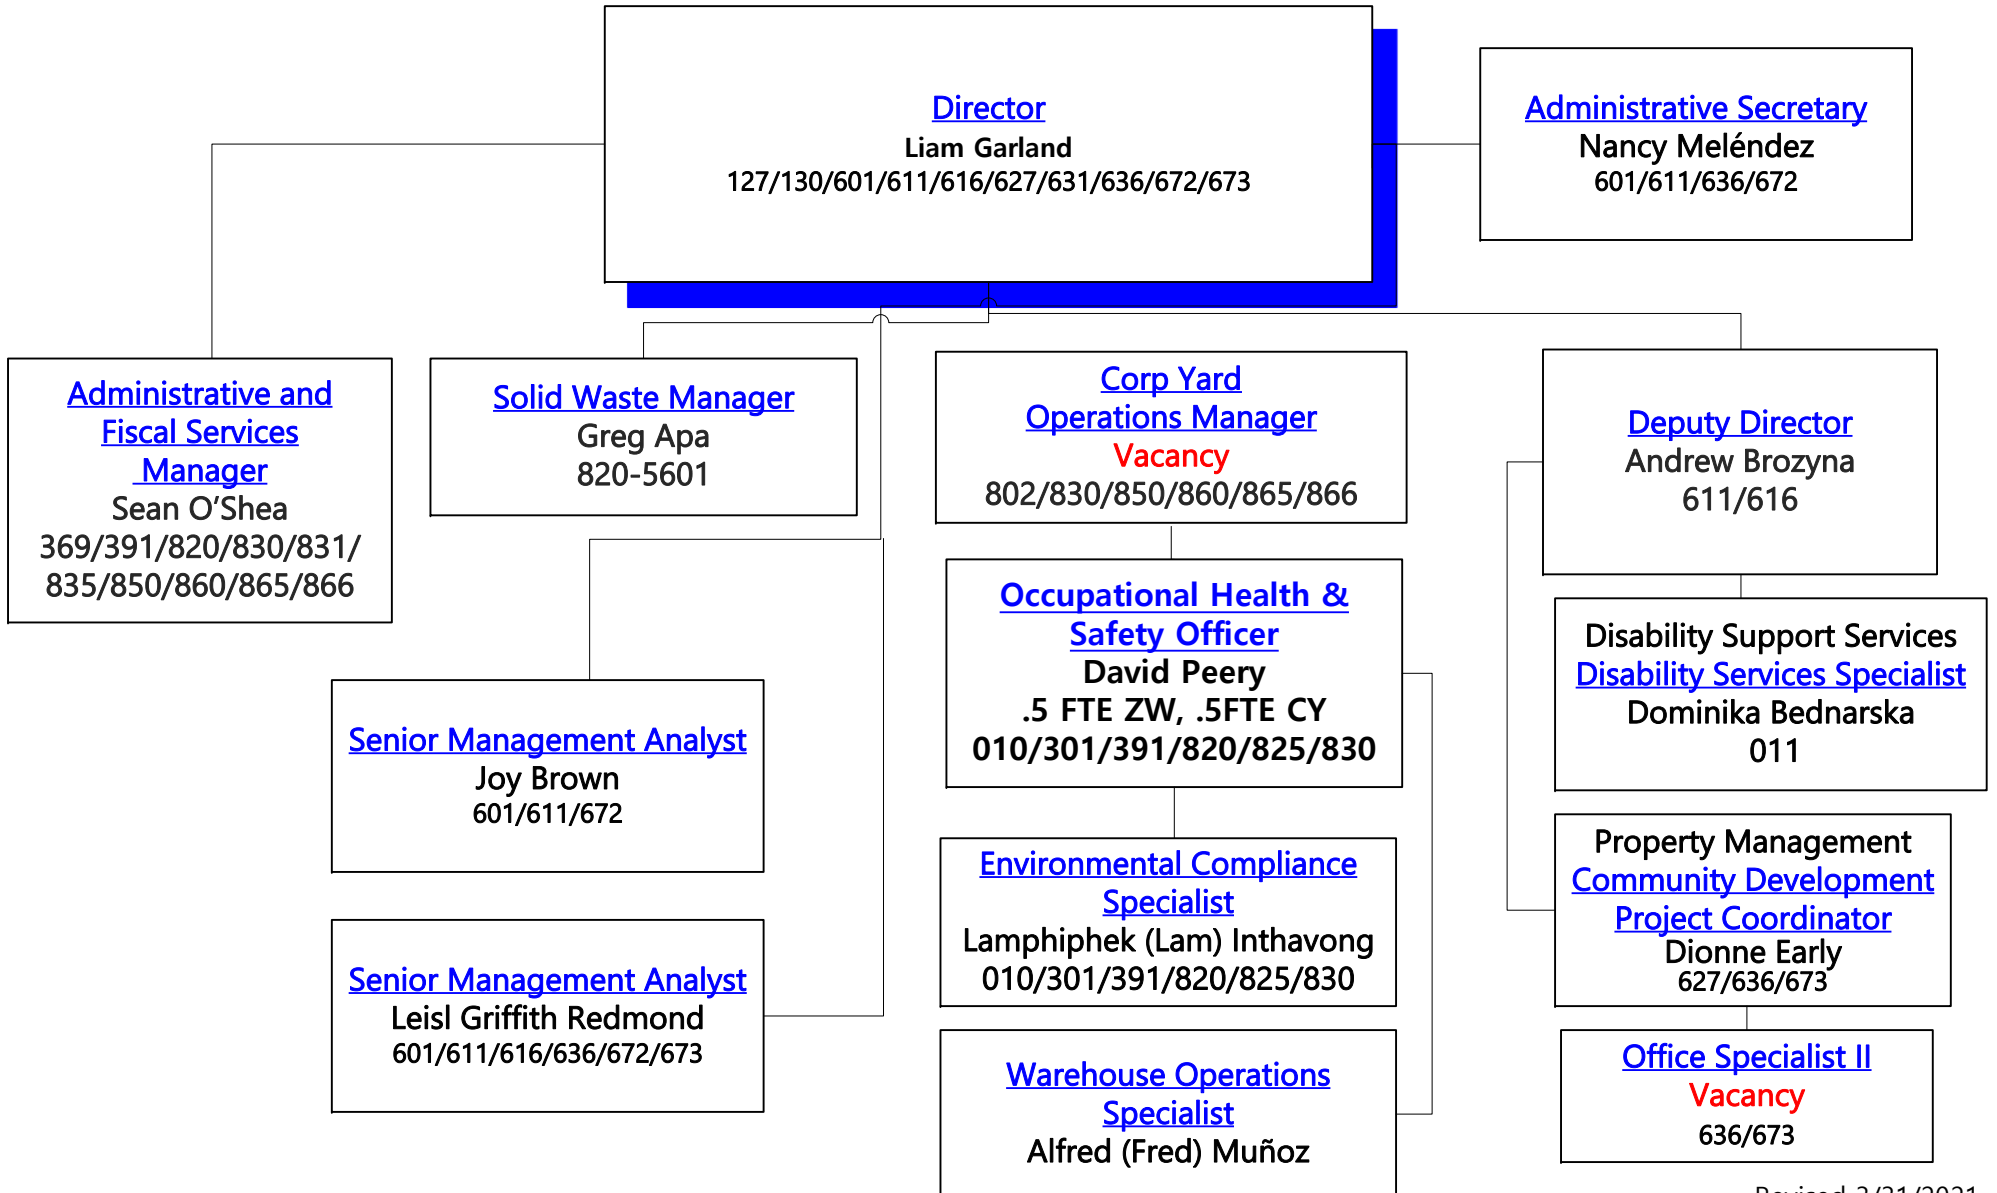 Director
Liam Garland
127/130/601/611/616/627/631/636/672/673
Administrative Secretary
Nancy Meléndez
601/611/636/672
Administrative and
Fiscal Services
Manager
Sean O’Shea
369/391/820/830/831/
835/850/860/865/866
Solid Waste Manager
Greg Apa
820-5601
Corp Yard
Operations Manager
Vacancy
802/830/850/860/865/866
Deputy Director
Andrew Brozyna
611/616
Occupational Health &
Safety Officer
David Peery
.5 FTE ZW, .5FTE CY
010/301/391/820/825/830
Disability Support Services
Disability Services Specialist
Dominika Bednarska
011
Senior Management Analyst
Joy Brown
601/611/672
Environmental Compliance
Specialist
Lamphiphek (Lam) Inthavong
010/301/391/820/825/830
Property Management
Community Development
Project Coordinator
Dionne Early
627/636/673
Senior Management Analyst
Leisl Griffith Redmond
601/611/616/636/672/673
Warehouse Operations
Specialist
Alfred (Fred) Muñoz
Office Specialist II
Vacancy
636/673
Revised 3/31/2021